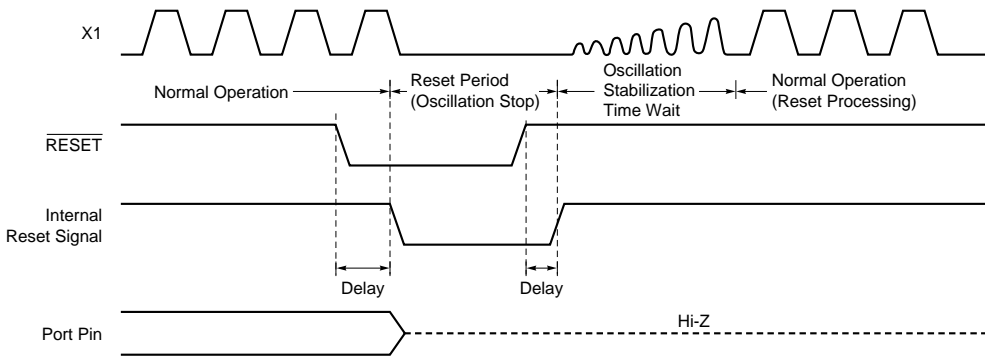 X1
Normal Operation
Reset Period
(Oscillation Stop)
Oscillation
Stabilization
Time Wait
Normal Operation
(Reset Processing)
RESET
Internal
Reset Signal
Delay
Delay
Port Pin
Hi-Z